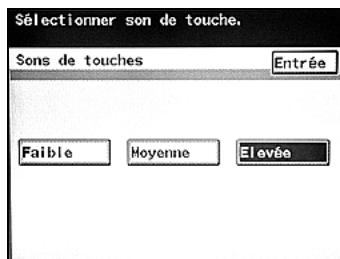 Sélectionner son de touche.
Sons de touches Entrée
Faible Moyenne Elevée